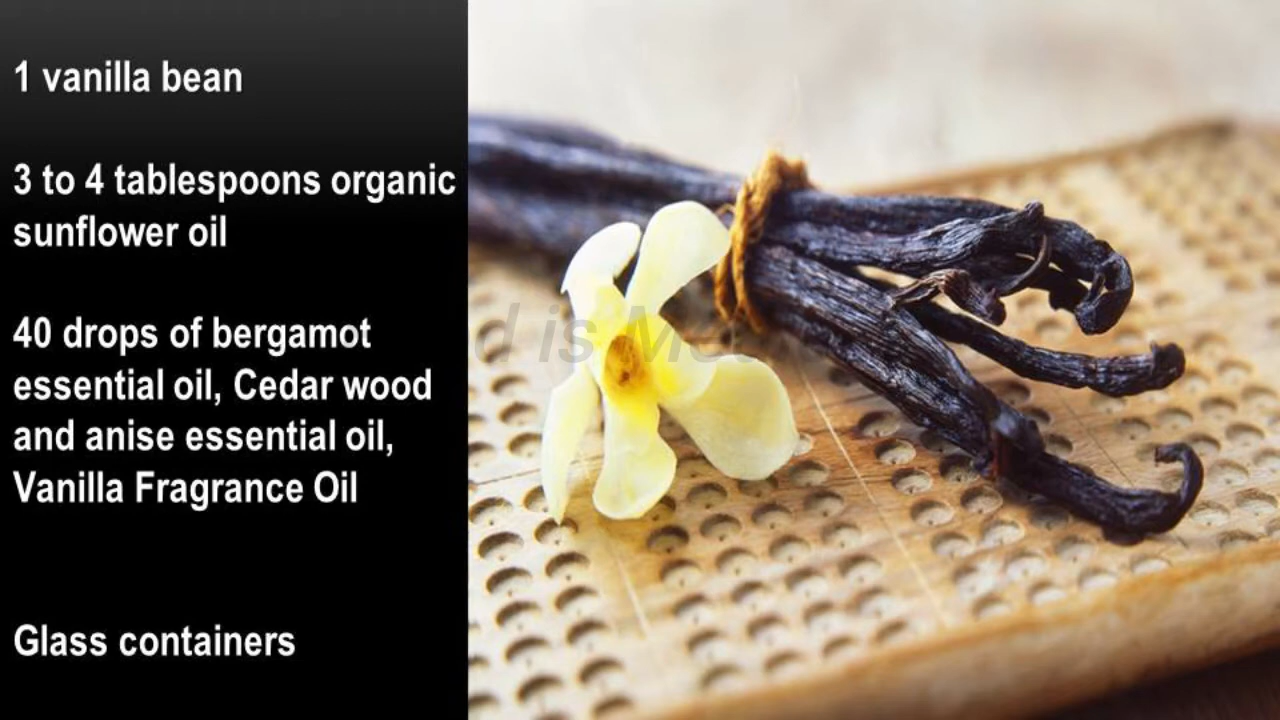 1 vanilla bean
3 to 4 tablespoons organic
sunflower oil
40 drops of bergamot
essential oil, Cedar wood
and anise essential oil,
Vanilla Fragrance Oil
Glass containers
is